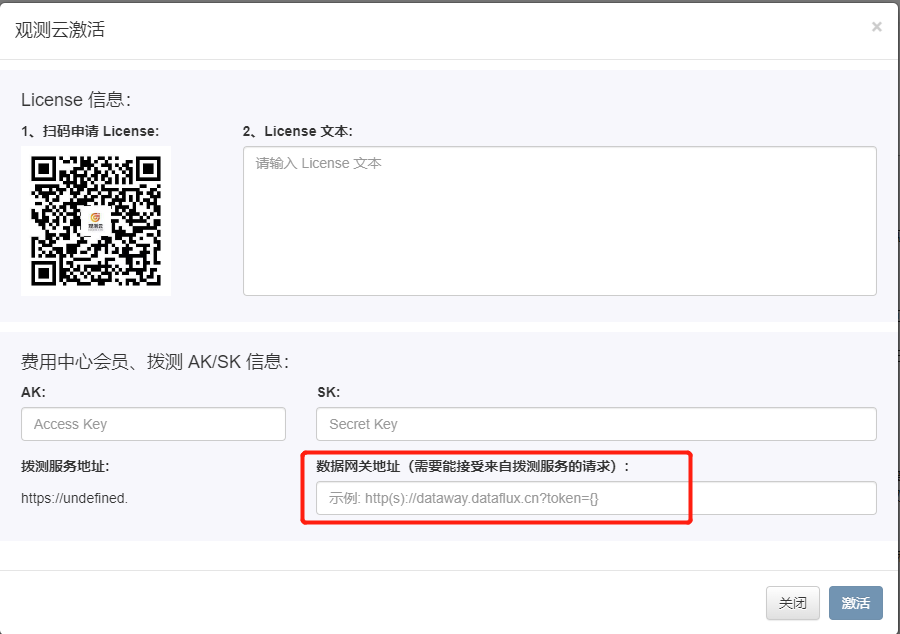 观测云激活
×
License 信息：
1、扫码申请 License:
2、License 文本:
请输入 License 文本
观测云
费用中心会员、拨测 AK/SK 信息：
AK:
SK:
Access Key
Secret Key
拨测服务地址:
数据网关地址（需要能接受来自拨测服务的请求）:
https://undefined.
示例: http(s)://dataway.dataflux.cn?token={}
关闭
激活